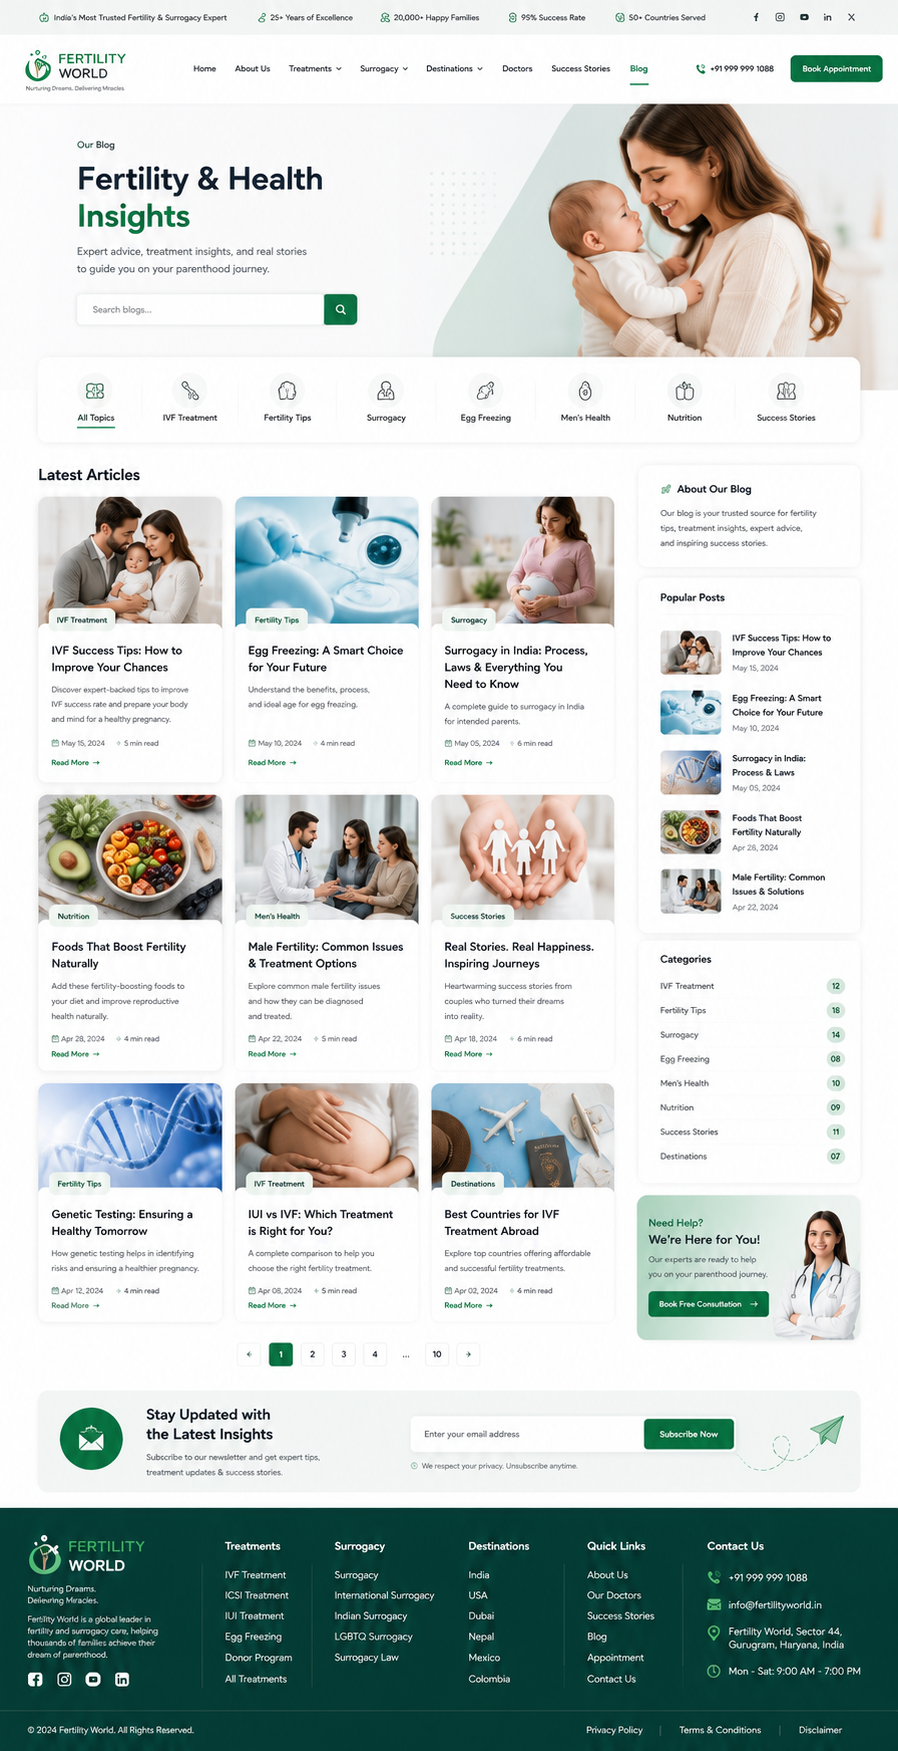 India's Most Trusted Fertility & Surrogacy Expert
25+ Years of Excellence
20,000+ Happy Families
95% Success Rate
50+ Countries Served
FERTILITY
WORLD
Nurturing Dreams, Delivering Miracles
Home
About Us
Treatments
Surrogacy
Destinations
Doctors
Success Stories
Blog
+91 999 999 1088
Book Appointment
Our Blog
Fertility & Health
Insights
Expert advice, treatment insights, and real stories
to guide you on your parenthood journey.
Search blogs...
All Topics
IVF Treatment
Fertility Tips
Surrogacy
Egg Freezing
Men's Health
Nutrition
Success Stories
Latest Articles
IVF Treatment
IVF Success Tips: How to
Improve Your Chances
Discover expert-backed tips to improve
IVF success rate and prepare your body
and mind for a healthy pregnancy.
May 15, 2024
5 min read
Read More →
Fertility Tips
Egg Freezing: A Smart Choice
for Your Future
Understand the benefits, process,
and ideal age for egg freezing.
May 10, 2024
4 min read
Read More →
Surrogacy
Surrogacy in India: Process,
Laws & Everything You
Need to Know
A complete guide to surrogacy in India
for intended parents.
May 05, 2024
6 min read
Read More →
Nutrition
Foods That Boost Fertility
Naturally
Add these fertility-boosting foods to
your diet and improve reproductive
health naturally.
Apr 28, 2024
4 min read
Read More →
Men's Health
Male Fertility: Common Issues
& Treatment Options
Explore common male fertility issues
and how they can be diagnosed
and treated.
Apr 22, 2024
5 min read
Read More →
Success Stories
Real Stories. Real Happiness.
Inspiring Journeys
Heartwarming success stories from
couples who turned their dreams
into reality.
Apr 18, 2024
6 min read
Read More →
Fertility Tips
Genetic Testing: Ensuring a
Healthy Tomorrow
How genetic testing helps in identifying
risks and ensuring a healthier pregnancy.
Apr 12, 2024
4 min read
Read More →
IVF Treatment
IUI vs IVF: Which Treatment
is Right for You?
A complete comparison to help you
choose the right fertility treatment.
Apr 08, 2024
5 min read
Read More →
Destinations
PASSPORT
Best Countries for IVF
Treatment Abroad
Explore top countries offering affordable
and successful fertility treatments.
Apr 02, 2024
6 min read
Read More →
← 1 2 3 4 ... 10 →
About Our Blog
Our blog is your trusted source for fertility
tips, treatment insights, expert advice,
and inspiring success stories.
Popular Posts
IVF Success Tips: How to
Improve Your Chances
May 15, 2024
Egg Freezing: A Smart
Choice for Your Future
May 10, 2024
Surrogacy in India:
Process & Laws
May 05, 2024
Foods That Boost
Fertility Naturally
Apr 28, 2024
Male Fertility: Common
Issues & Solutions
Apr 22, 2024
Categories
IVF Treatment 12
Fertility Tips 18
Surrogacy 14
Egg Freezing 08
Men's Health 10
Nutrition 09
Success Stories 11
Destinations 07
Need Help?
We're Here for You!
Our experts are ready to help
you on your parenthood journey.
Book Free Consultation →
Stay Updated with
the Latest Insights
Subscribe to our newsletter and get expert tips,
treatment updates & success stories.
Enter your email address
Subscribe Now
We respect your privacy. Unsubscribe anytime.
FERTILITY
WORLD
Nurturing Dreams.
Delivering Miracles.
Fertility World is a global leader in
fertility and surrogacy care, helping
thousands of families achieve their
dream of parenthood.
Treatments
IVF Treatment
ICSI Treatment
IUI Treatment
Egg Freezing
Donor Program
All Treatments
Surrogacy
Surrogacy
International Surrogacy
Indian Surrogacy
LGBTQ Surrogacy
Surrogacy Law
Destinations
India
USA
Dubai
Nepal
Mexico
Colombia
Quick Links
About Us
Our Doctors
Success Stories
Blog
Appointment
Contact Us
Contact Us
+91 999 999 1088
info@fertilityworld.in
Fertility World, Sector 44,
Gurugram, Haryana, India
Mon - Sat: 9:00 AM - 7:00 PM
© 2024 Fertility World. All Rights Reserved.
Privacy Policy
Terms & Conditions
Disclaimer